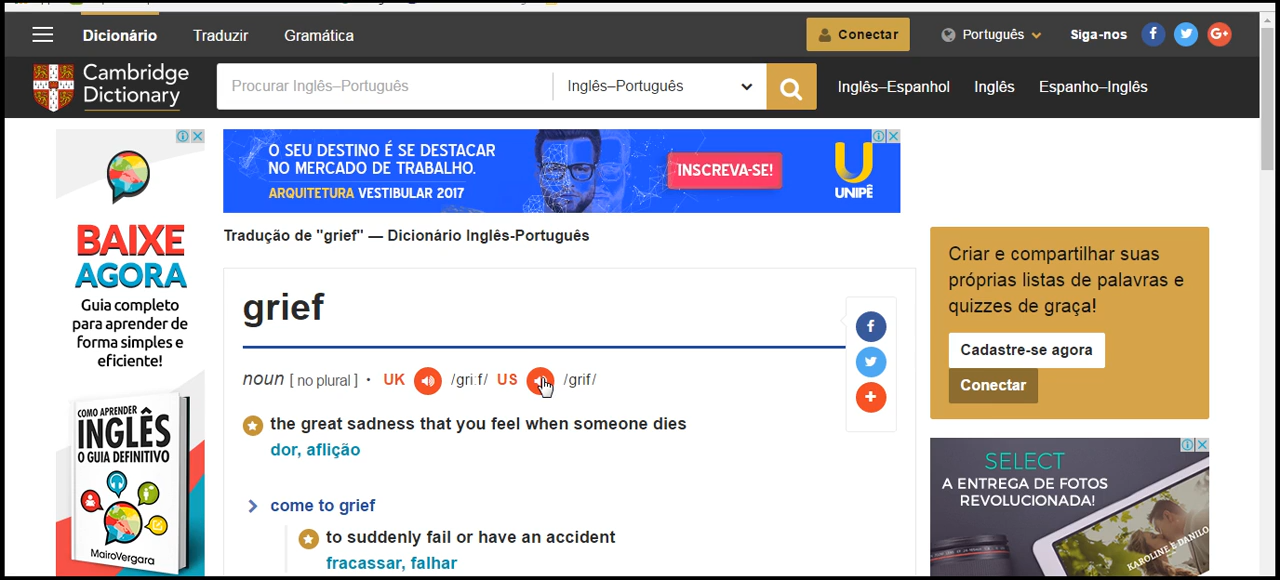 Dicionário
Traduzir
Gramática
Conectar
Português
Siga-nos
f
G+
Cambridge
Dictionary
Procurar Inglês–Português
Inglês–Português
Inglês–Espanhol
Inglês
Espanho–Inglês
BAIXE
AGORA
Guia completo
para aprender de
forma simples e
eficiente!
COMO APRENDER
INGLÊS
O GUIA DEFINITIVO
MairoVergara
O SEU DESTINO É SE DESTACAR
NO MERCADO DE TRABALHO.
ARQUITETURA VESTIBULAR 2017
INSCREVA-SE!
U
UNIPÊ
Tradução de "grief" — Dicionário Inglês-Português
grief
noun [ no plural ] • UK /griːf/ US /grif/
the great sadness that you feel when someone dies
dor, aflição
come to grief
to suddenly fail or have an accident
fracassar, falhar
f
+
Criar e compartilhar suas
próprias listas de palavras e
quizzes de graça!
Cadastre-se agora
Conectar
SELECT
A ENTREGA DE FOTOS
REVOLUCIONADA!
KAROLINE E DANILO